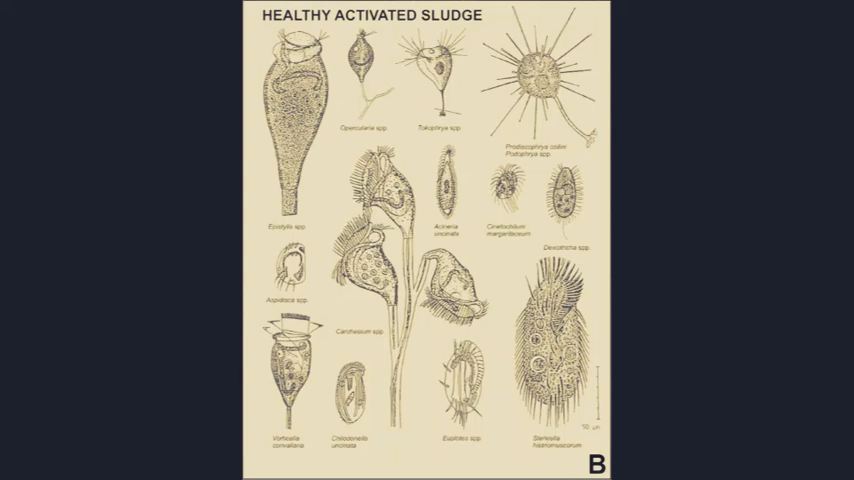 HEALTHY ACTIVATED SLUDGE
Opercularia spp.
Tokophrya spp.
Prodiscophrya collini
Podophrya spp.
Epistylis spp.
Acineria
uncinata
Cinetochilum
margaritaceum
Dexiotricha spp.
Aspidisca spp.
Carchesium spp.
Vorticella
convallaria
Chilodonella
uncinata
Euplotes spp.
Sterkiella
histriomuscorum
50 µm
B